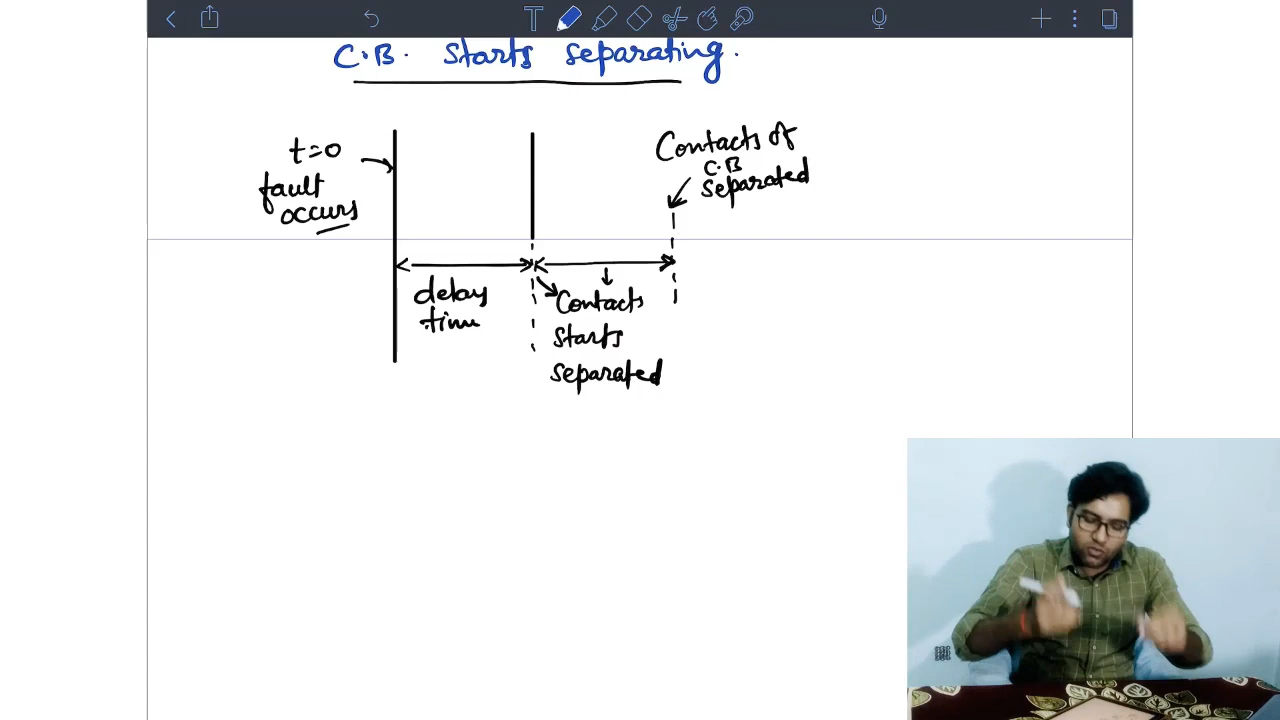 C.B. Starts separating.
t=0
fault
occurs
Contacts of
C.B
separated
delay
time
Contacts
starts
separated